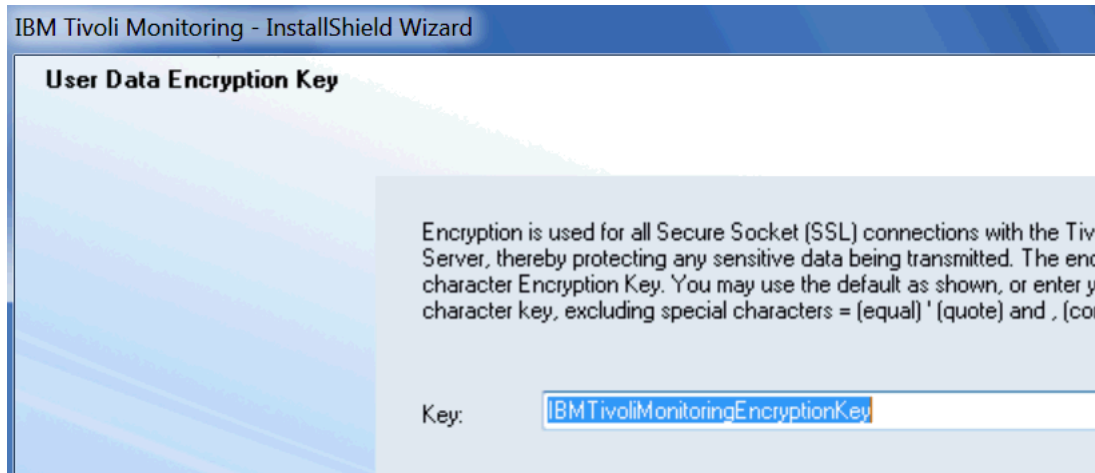 IBM Tivoli Monitoring - InstallShield Wizard
User Data Encryption Key
Encryption is used for all Secure Socket (SSL) connections with the Tiv
Server, thereby protecting any sensitive data being transmitted. The enc
character Encryption Key. You may use the default as shown, or enter y
character key, excluding special characters = (equal) ' (quote) and , (co
Key: IBMTivoliMonitoringEncryptionKey